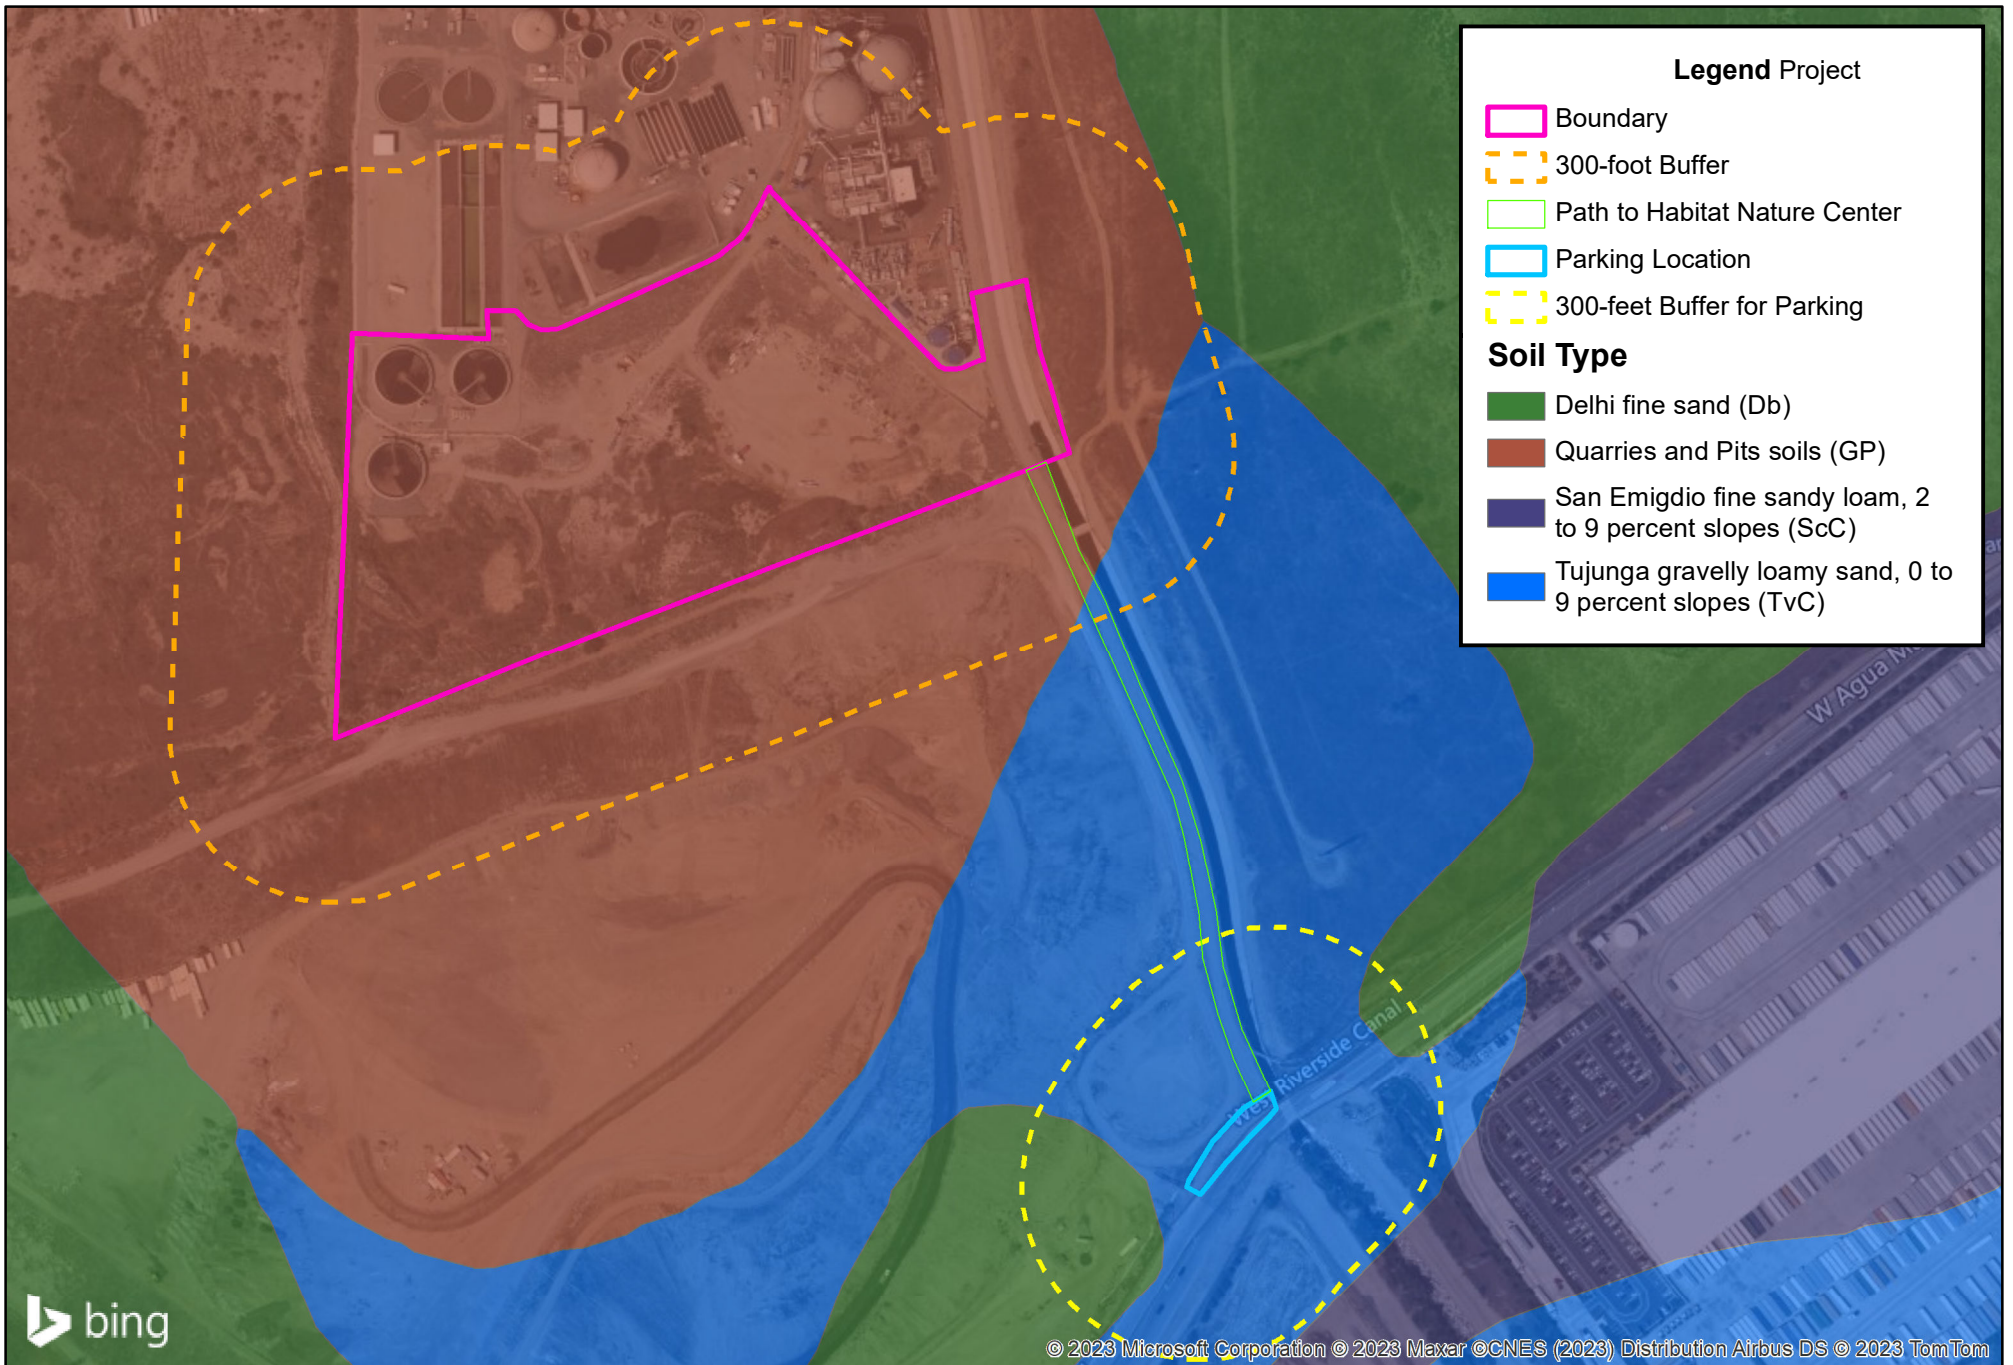 Legend Project
Boundary
300-foot Buffer
Path to Habitat Nature Center
Parking Location
300-feet Buffer for Parking
Soil Type
Delhi fine sand (Db)
Quarries and Pits soils (GP)
San Emigdio fine sandy loam, 2
to 9 percent slopes (ScC)
Tujunga gravelly loamy sand, 0 to
9 percent slopes (TvC)
W Agua
West Riverside Canal
bing
© 2023 Microsoft Corporation © 2023 Maxar ©CNES (2023) Distribution Airbus DS © 2023 TomTom